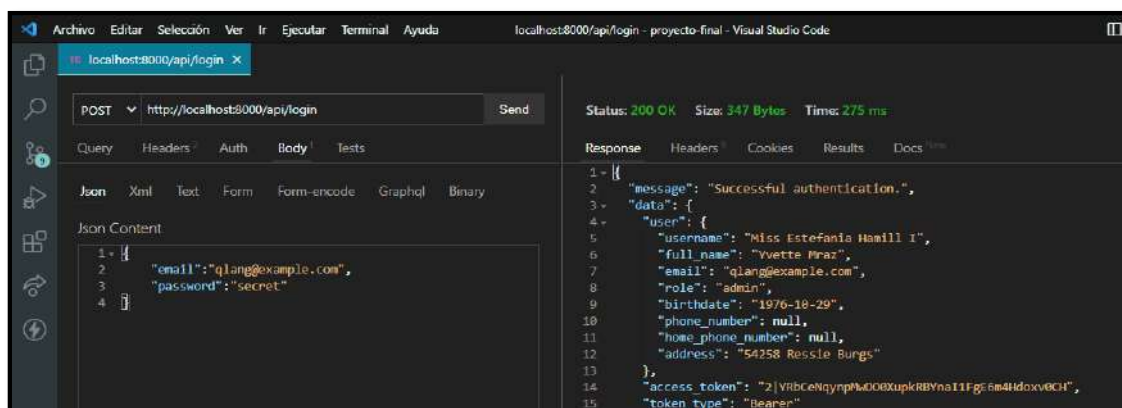 Archivo Editar Selección Ver Ir Ejecutar Terminal Ayuda localhost:8000/api/login - proyecto-final - Visual Studio Code
localhost:8000/api/login ×
POST http://localhost:8000/api/login Send
Query Headers 2 Auth Body 1 Tests
Json Xml Text Form Form-encode Graphql Binary
Json Content
1 {
2 "email":"qlang@example.com",
3 "password":"secret"
4 }
9
Status: 200 OK Size: 347 Bytes Time: 275 ms
Response Headers Cookies Results Docs New
1 {
2 "message": "Successful authentication.",
3 "data": {
4 "user": {
5 "username": "Miss Estefania Hamill I",
6 "full_name": "Yvette Mraz",
7 "email": "qlang@example.com",
8 "role": "admin",
9 "birthdate": "1976-10-29",
10 "phone_number": null,
11 "home_phone_number": null,
12 "address": "54258 Ressie Burgs"
13 },
14 "access_token":
15 "token_type": "Bearer"